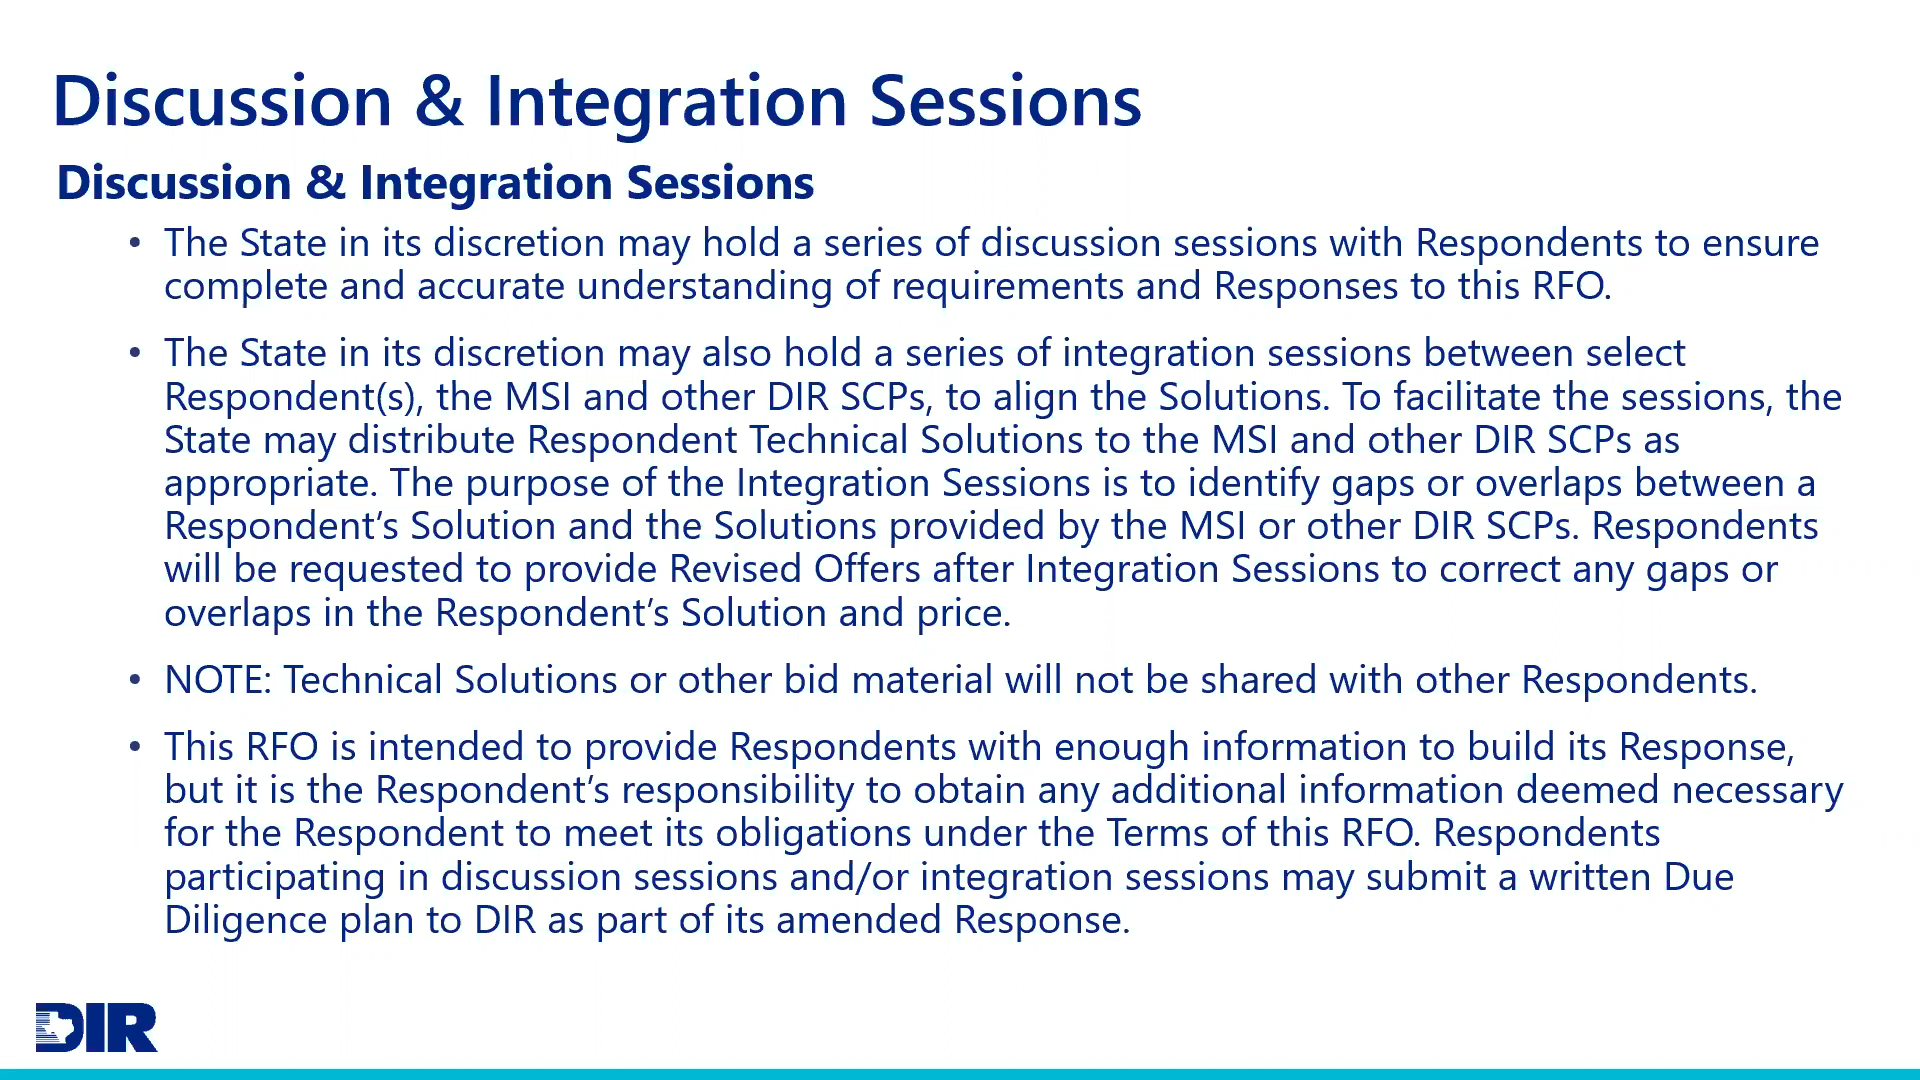 Discussion & Integration Sessions
Discussion & Integration Sessions
• The State in its discretion may hold a series of discussion sessions with Respondents to ensure
complete and accurate understanding of requirements and Responses to this RFO.
• The State in its discretion may also hold a series of integration sessions between select
Respondent(s), the MSI and other DIR SCPs, to align the Solutions. To facilitate the sessions, the
State may distribute Respondent Technical Solutions to the MSI and other DIR SCPs as
appropriate. The purpose of the Integration Sessions is to identify gaps or overlaps between a
Respondent’s Solution and the Solutions provided by the MSI or other DIR SCPs. Respondents
will be requested to provide Revised Offers after Integration Sessions to correct any gaps or
overlaps in the Respondent’s Solution and price.
• NOTE: Technical Solutions or other bid material will not be shared with other Respondents.
• This RFO is intended to provide Respondents with enough information to build its Response,
but it is the Respondent’s responsibility to obtain any additional information deemed necessary
for the Respondent to meet its obligations under the Terms of this RFO. Respondents
participating in discussion sessions and/or integration sessions may submit a written Due
Diligence plan to DIR as part of its amended Response.
DIR